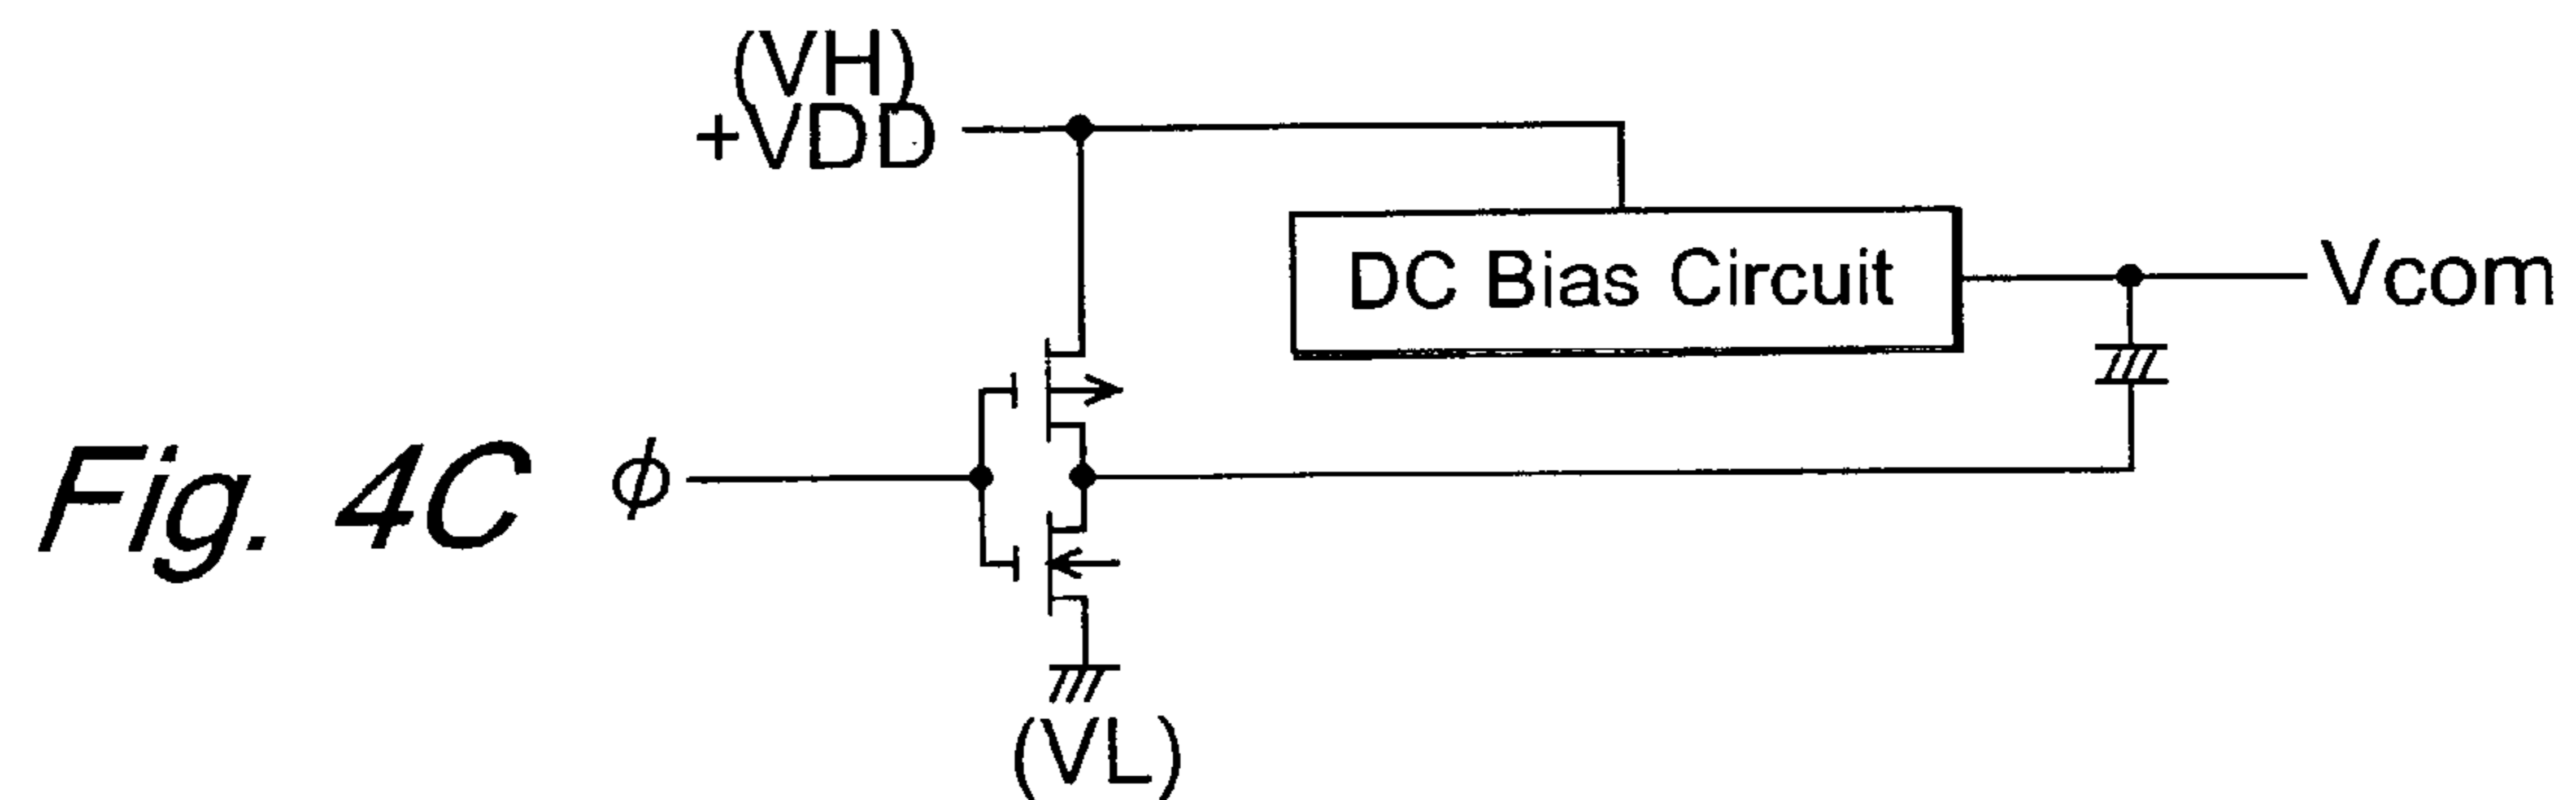 (VH)
+VDD
DC Bias Circuit
Vcom
Fig. 4C
ϕ
(VL)